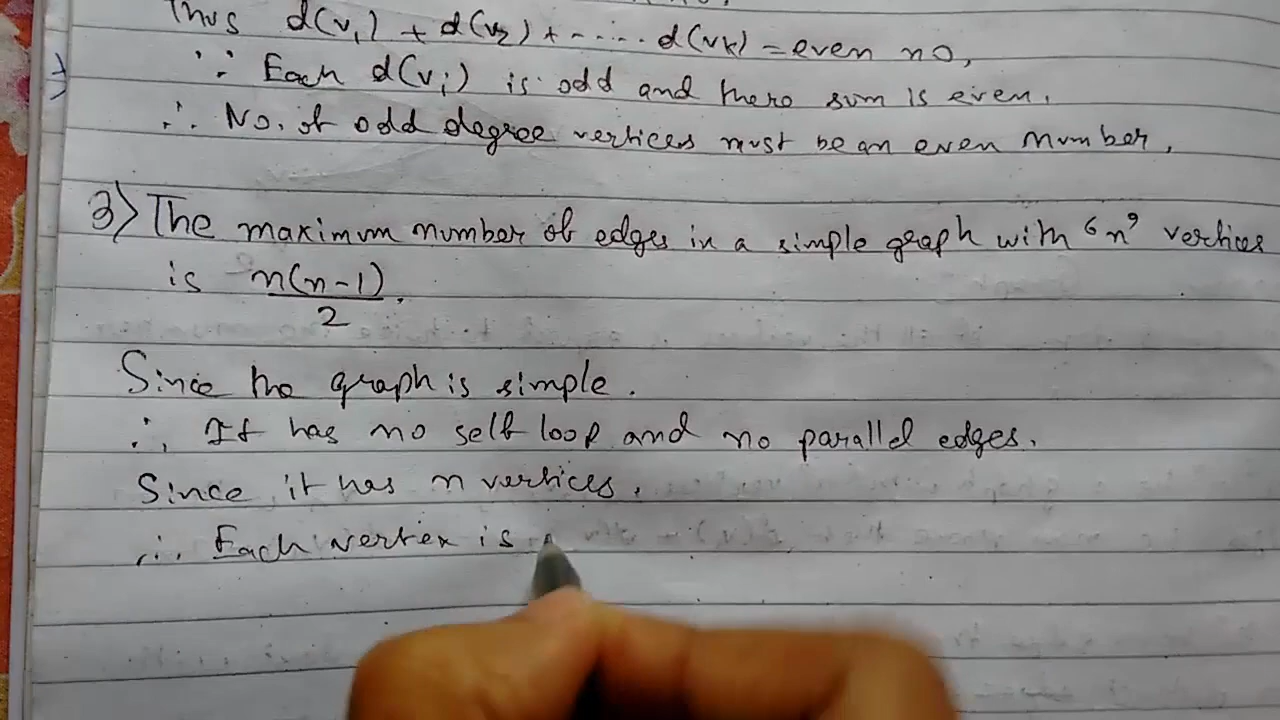 Thus d(v1) + d(v2) + ...... d(vk) = even no,
∵ Each d(vi) is odd and there sum is even.
∴ No. of odd degree vertices must be an even number.
3) The maximum number of edges in a simple graph with 'n' vertices
is n(n-1)/2.
Since the graph is simple.
∴ It has no self loop and no parallel edges.
Since it has n vertices.
∴ Each vertex is